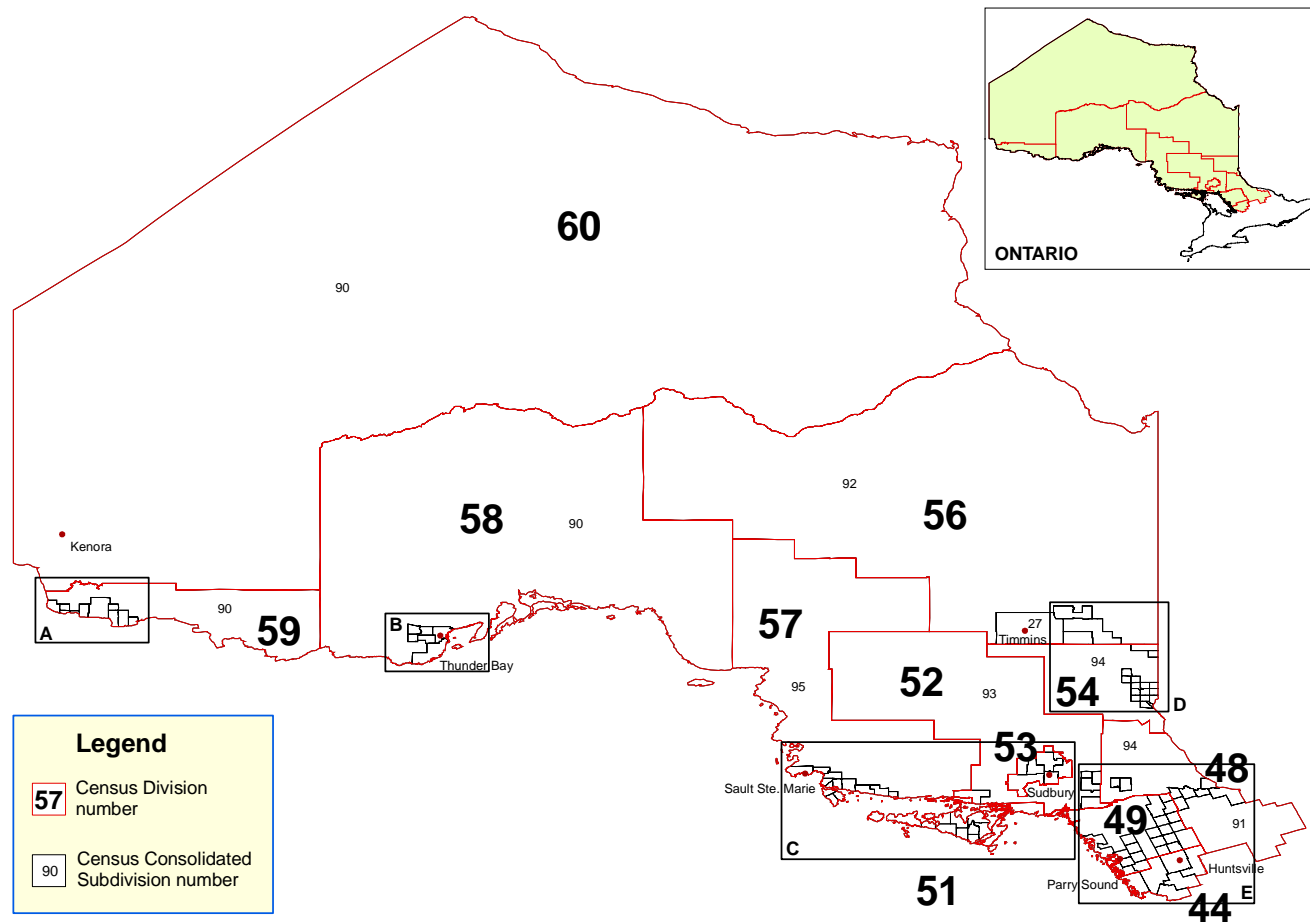 ONTARIO
60
90
92
58
90
56
Kenora
90
59
A
B
Thunder Bay
57
27
Timmins
94
54
D
95
52
93
53
94
48
Sault Ste. Marie
Sudbury
49
91
C
Huntsville
Parry Sound
E
51
44
Legend
57
Census Division
number
90
Census Consolidated
Subdivision number